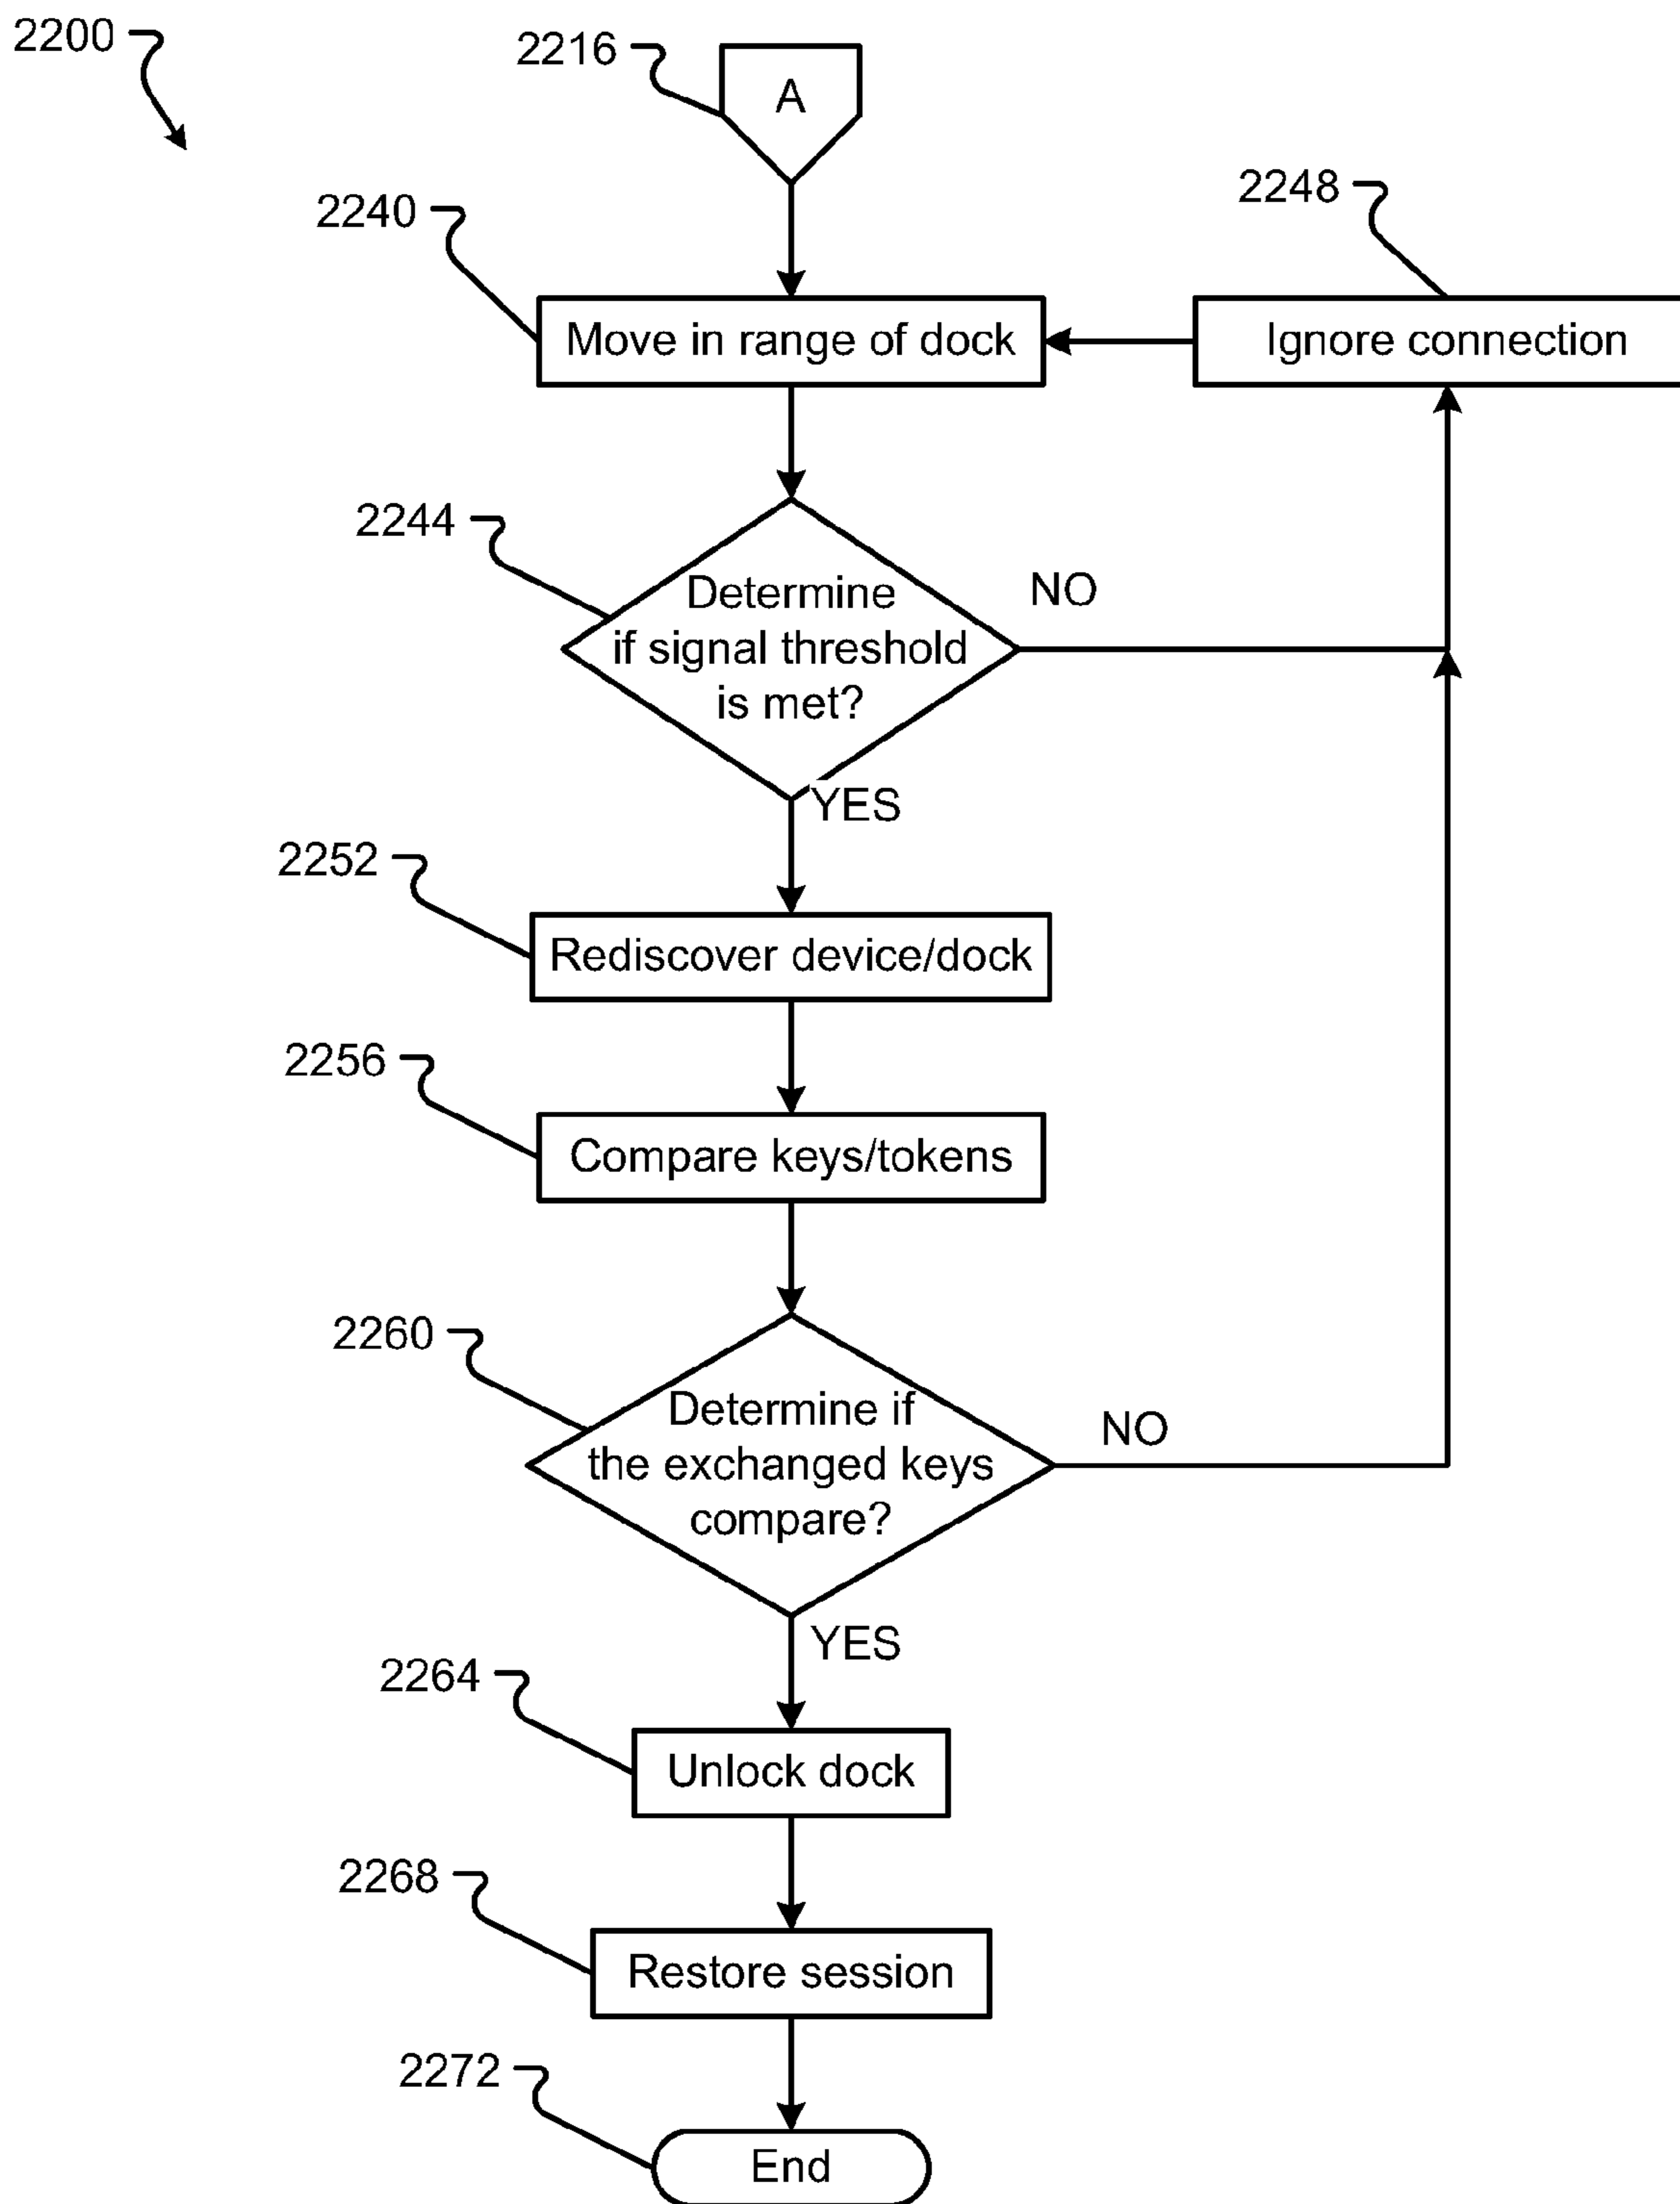 2200
2216
A
2240
2248
Move in range of dock
Ignore connection
2244
Determine
if signal threshold
is met?
NO
YES
2252
Rediscover device/dock
2256
Compare keys/tokens
2260
Determine if
the exchanged keys
compare?
NO
YES
2264
Unlock dock
2268
Restore session
2272
End